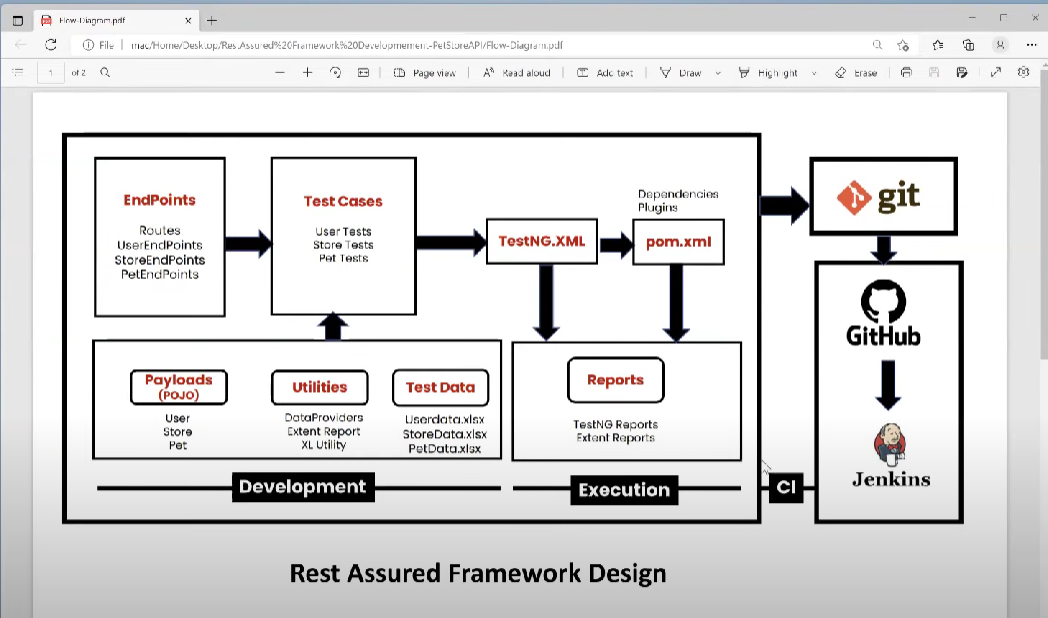 Flow-Diagram.pdf
File | mac/Home/Desktop/RestAssured%20Framework%20Developmement-PetStoreAPI/Flow-Diagram.pdf
1 of 2
Page view
Read aloud
Add text
Draw
Highlight
Erase
EndPoints
Routes
UserEndPoints
StoreEndPoints
PetEndPoints
Test Cases
User Tests
Store Tests
Pet Tests
TestNG.XML
Dependencies
Plugins
pom.xml
git
GitHub
Jenkins
Payloads
(POJO)
User
Store
Pet
Utilities
DataProviders
Extent Report
XL Utility
Test Data
Userdata.xlsx
StoreData.xlsx
PetData.xlsx
Reports
TestNG Reports
Extent Reports
Development
Execution
CI
Rest Assured Framework Design